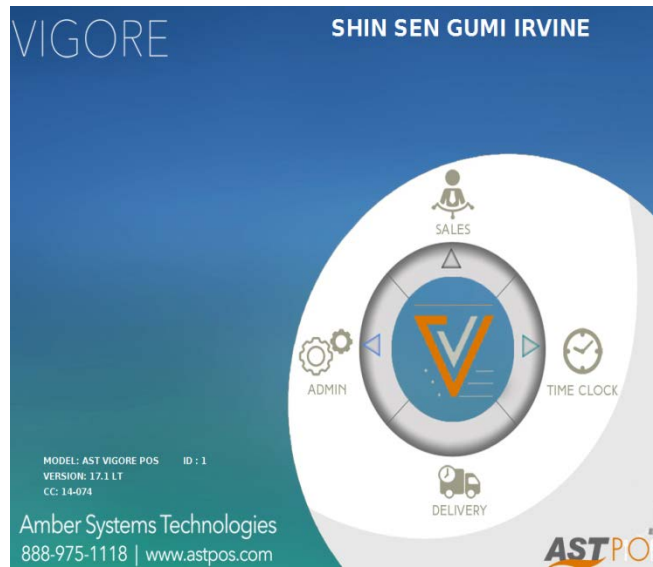 VIGORE
SHIN SEN GUMI IRVINE
SALES
ADMIN
TIME CLOCK
DELIVERY
MODEL: AST VIGORE POS ID : 1
VERSION: 17.1 LT
CC: 14-074
Amber Systems Technologies
888-975-1118 | www.astpos.com
ASTPO